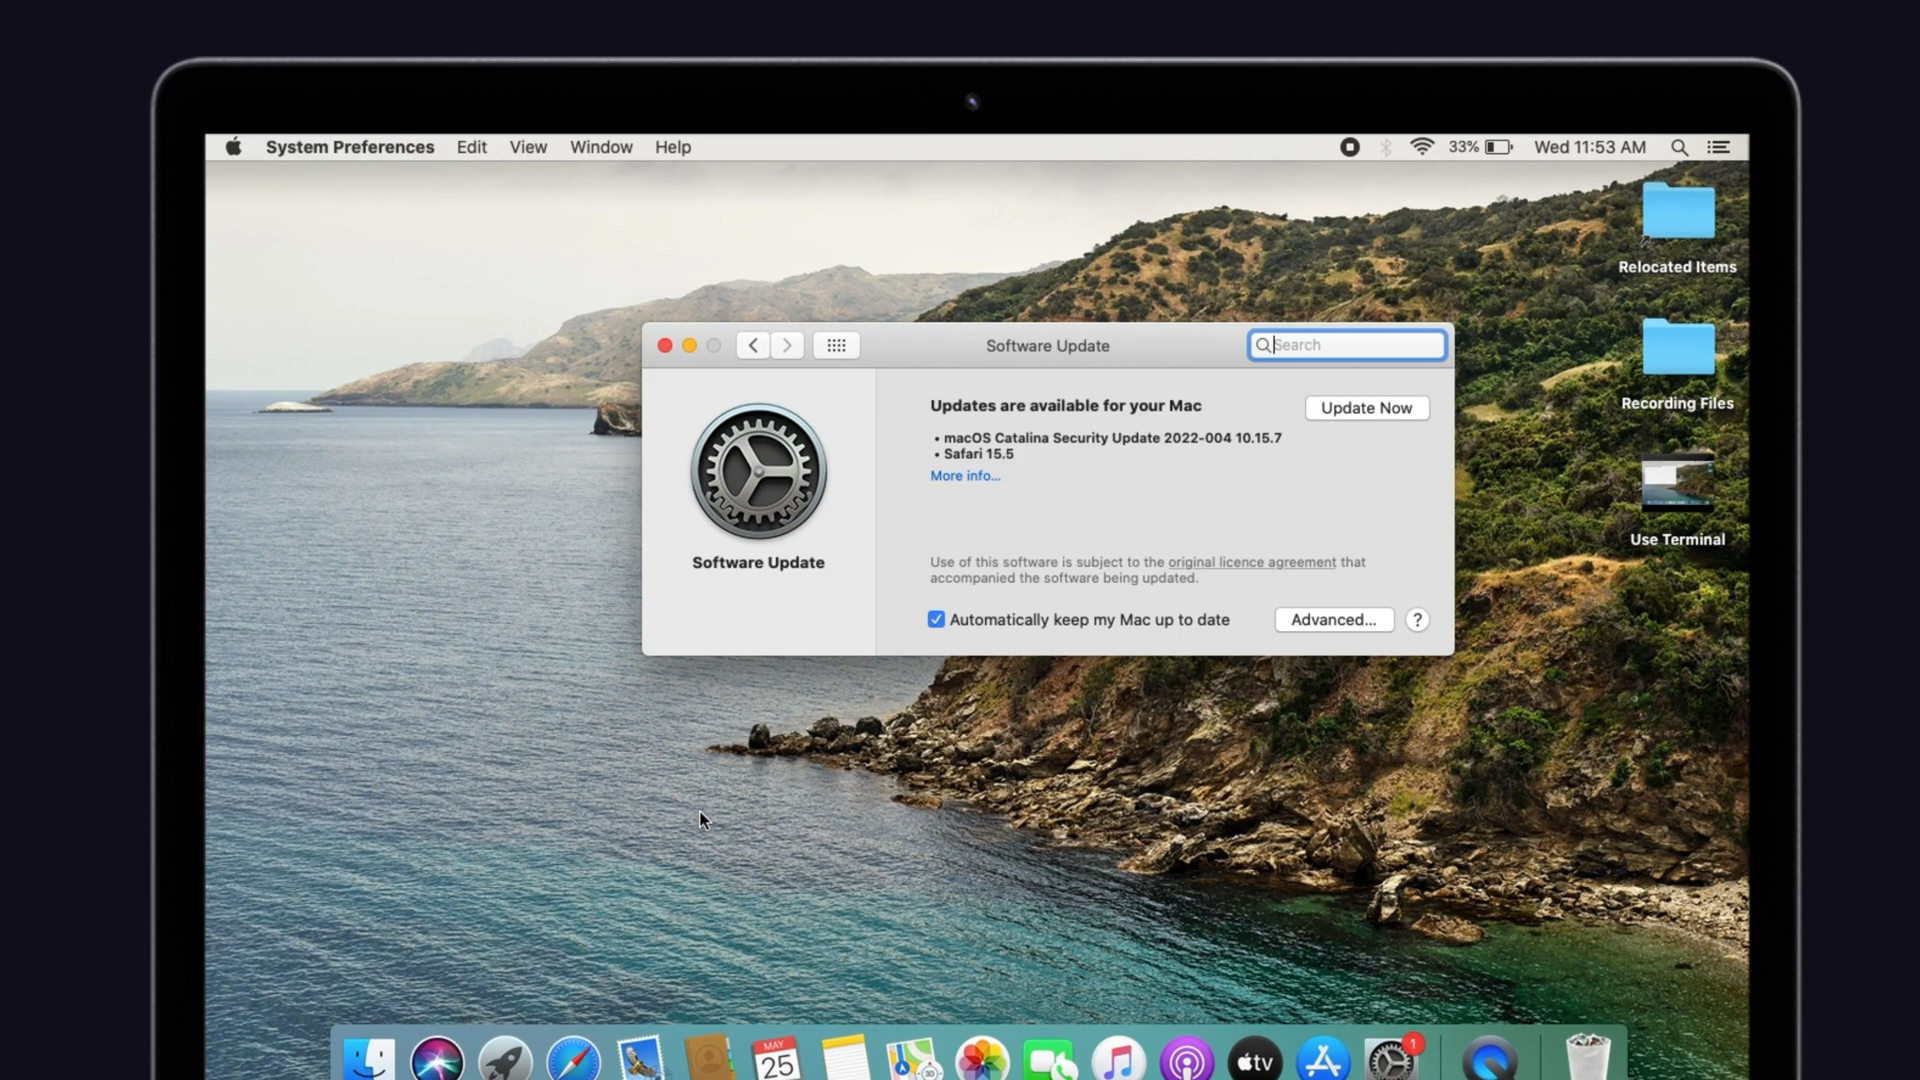 System Preferences Edit View Window Help 33% Wed 11:53 AM
Relocated Items
Software Update Search
Updates are available for your Mac Update Now
• macOS Catalina Security Update 2022-004 10.15.7
• Safari 15.5
More info...
Recording Files
Use Terminal
Software Update
Use of this software is subject to the original licence agreement that
accompanied the software being updated.
Automatically keep my Mac up to date Advanced... ?
MAY
25
3D
tv
1